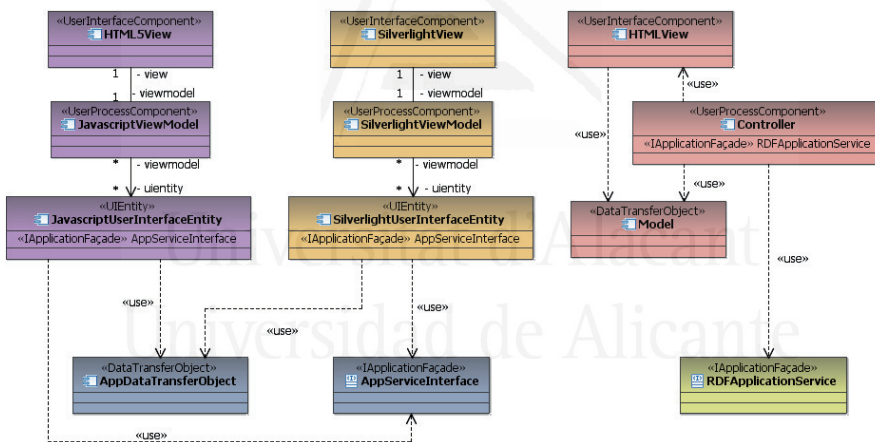 «UserInterfaceComponent»
HTML5View
«UserInterfaceComponent»
SilverlightView
«UserInterfaceComponent»
HTMLView
1 - view
1 - viewmodel
1 - view
1 - viewmodel
«use»
«use»
«UserProcessComponent»
JavascriptViewModel
«UserProcessComponent»
SilverlightViewModel
«UserProcessComponent»
Controller
«IApplicationFaçade» RDFApplicationService
* - viewmodel
* - uientity
* - viewmodel
* - uientity
«use»
«UIEntity»
JavascriptUserInterfaceEntity
«IApplicationFaçade» AppServiceInterface
«UIEntity»
SilverlightUserInterfaceEntity
«IApplicationFaçade» AppServiceInterface
«DataTransferObject»
Model
Universitat d'Alacant
Universidad de Alicante
«use»
«use»
«use»
«use»
«DataTransferObject»
AppDataTransferObject
«IApplicationFaçade»
AppServiceInterface
«IApplicationFaçade»
RDFApplicationService
«use»